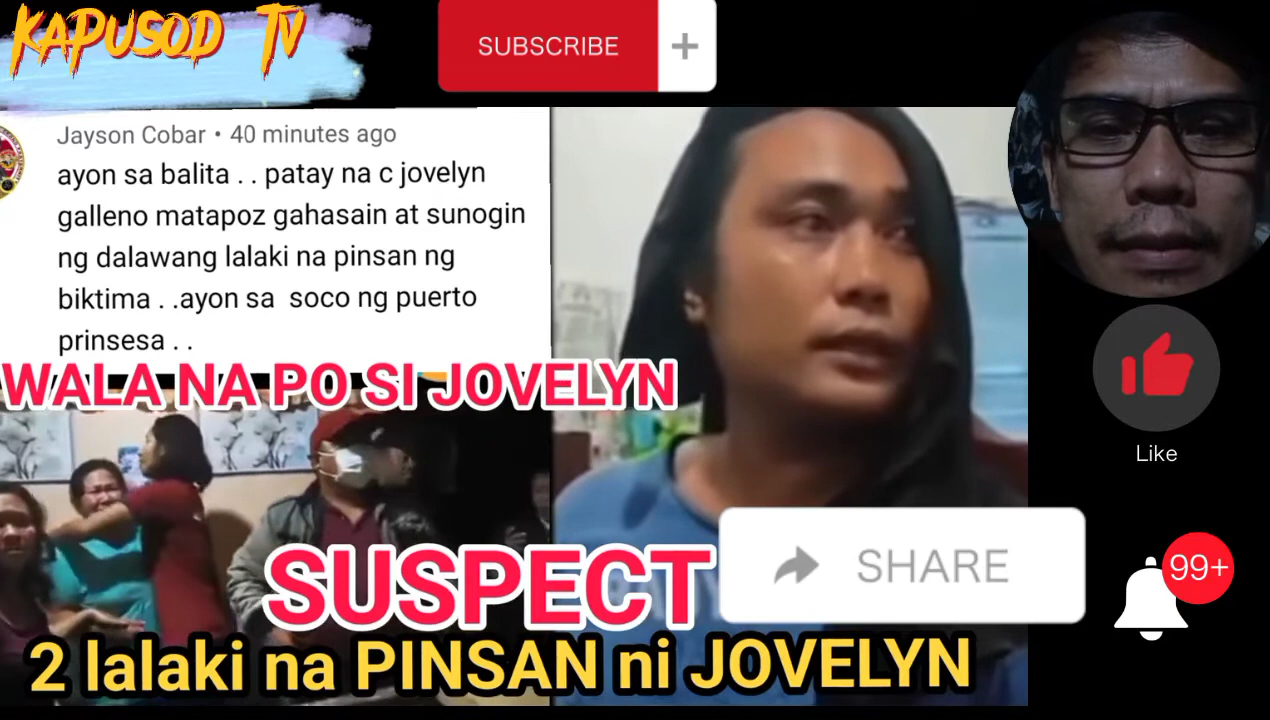 KAPUSOD TV
SUBSCRIBE +
Jayson Cobar • 40 minutes ago
ayon sa balita . . patay na c jovelyn
galleno matapoz gahasain at sunogin
ng dalawang lalaki na pinsan ng
biktima . .ayon sa soco ng puerto
prinsesa . .
WALA NA PO SI JOVELYN
Like
SUSPECT
SHARE
99+
2 lalaki na PINSAN ni JOVELYN